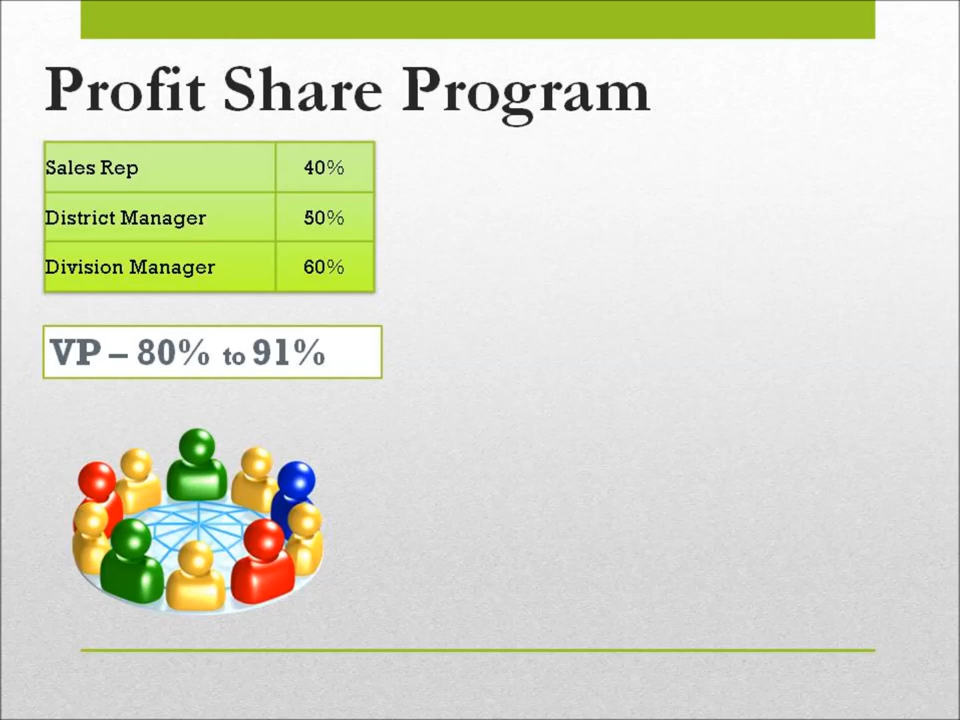 Profit Share Program
Sales Rep 40%
District Manager 50%
Division Manager 60%
VP – 80% to 91%